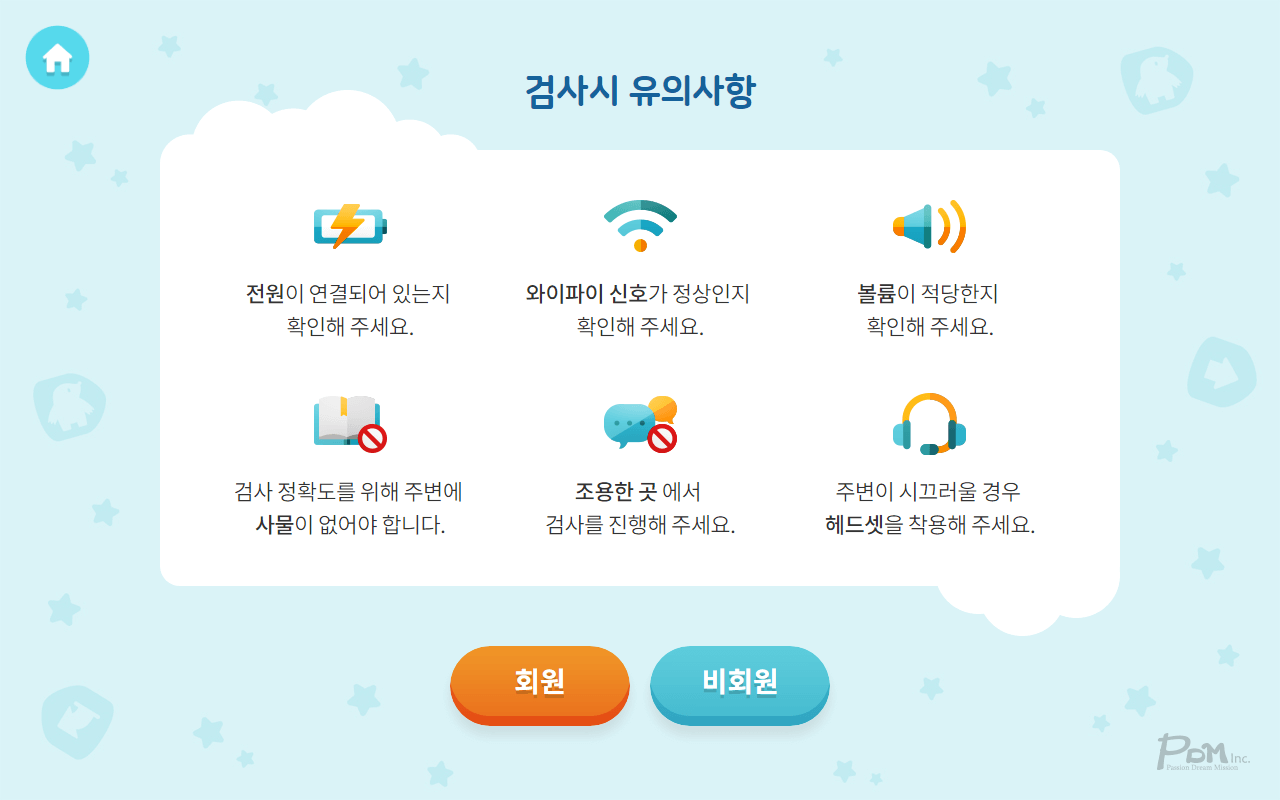 검사시 유의사항
전원이 연결되어 있는지
확인해 주세요.
와이파이 신호가 정상인지
확인해 주세요.
볼륨이 적당한지
확인해 주세요.
검사 정확도를 위해 주변에
사물이 없어야 합니다.
조용한 곳 에서
검사를 진행해 주세요.
주변이 시끄러울 경우
헤드셋을 착용해 주세요.
회원
비회원
PDM Inc.
Passion Dream Mission